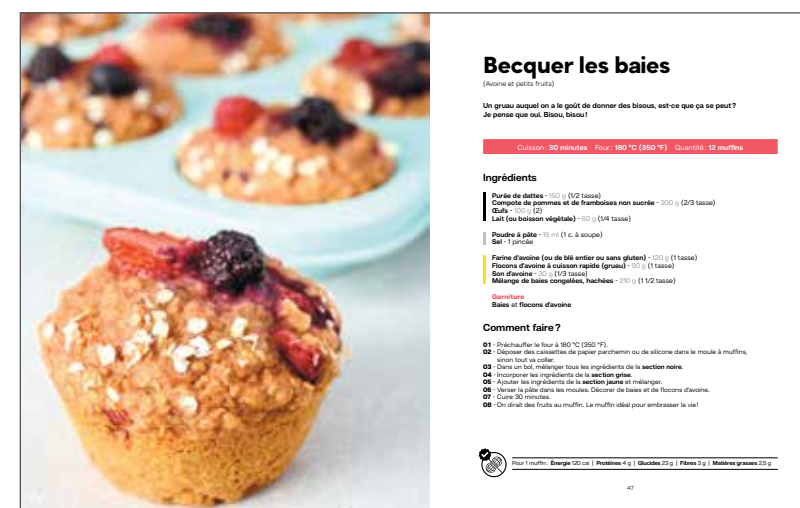 Becquer les baies
(Avoine et petits fruits)
Un gruau auquel on a le goût de donner des bisous, est-ce que ça se peut ?
Je pense que oui. Bisou, bisou !
Cuisson : 30 minutes Four : 180 °C (350 °F) Quantité : 12 muffins
Ingrédients
Purée de dattes - 150 g (1/2 tasse)
Compote de pommes et de framboises non sucrée - 200 g (2/3 tasse)
Œufs - 100 g (2)
Lait (ou boisson végétale) - 60 g (1/4 tasse)
Poudre à pâte - 15 ml (1 c. à soupe)
Sel - 1 pincée
Farine d'avoine (ou de blé entier ou sans gluten) - 120 g (1 tasse)
Flocons d'avoine à cuisson rapide (gruau) - 90 g (1 tasse)
Son d'avoine - 30 g (1/3 tasse)
Mélange de baies congelées, hachées - 210 g (1 1/2 tasse)
Garniture
Baies et flocons d'avoine
Comment faire ?
01 - Préchauffer le four à 180 °C (350 °F).
02 - Déposer des caissettes de papier parchemin ou de silicone dans le moule à muffins,
sinon tout va coller.
03 - Dans un bol, mélanger tous les ingrédients de la section noire.
04 - Incorporer les ingrédients de la section grise.
05 - Ajouter les ingrédients de la section jaune et mélanger.
06 - Verser la pâte dans les moules. Décorer de baies et de flocons d'avoine.
07 - Cuire 30 minutes.
08 - On dirait des fruits au muffin. Le muffin idéal pour embrasser la vie !
Pour 1 muffin : Énergie 120 cal | Protéines 4 g | Glucides 23 g | Fibres 3 g | Matières grasses 2,5 g
47